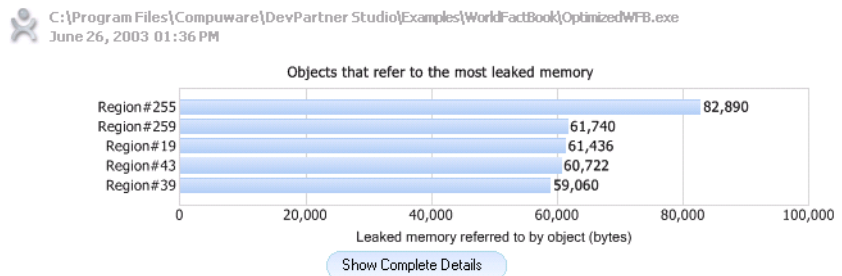 C:\Program Files\Compuware\DevPartner Studio\Examples\WorldFactBook\OptimizedWFB.exe
June 26, 2003 01:36 PM
Objects that refer to the most leaked memory
Region#255 82,890
Region#259 61,740
Region#19 61,436
Region#43 60,722
Region#39 59,060
0 20,000 40,000 60,000 80,000 100,000
Leaked memory referred to by object (bytes)
Show Complete Details